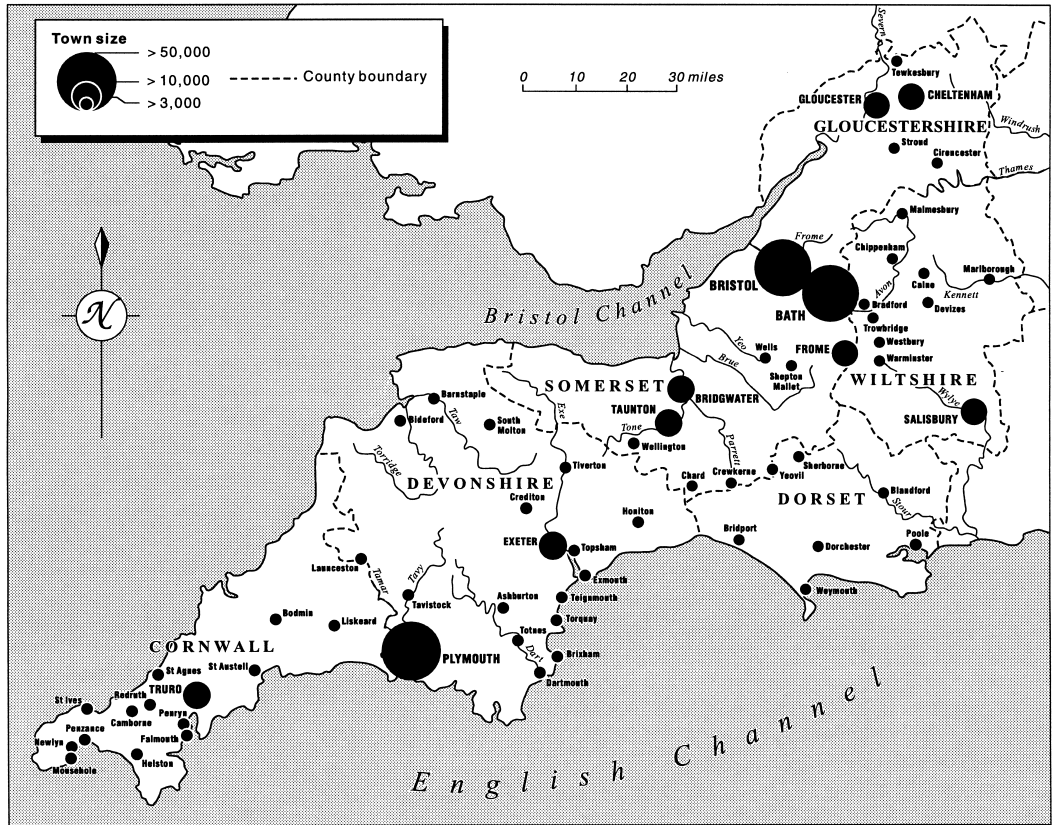 Town size
> 50,000
> 10,000
> 3,000
County boundary
0 10 20 30 miles
N
Severn
Tewkesbury
GLOUCESTER
CHELTENHAM
GLOUCESTERSHIRE
Windrush
Stroud
Cirencester
Thames
Malmesbury
Frome
Chippenham
Marlborough
Calne
Kennett
BRISTOL
Avon
Bradford
Devizes
BATH
Bristol Channel
Trowbridge
Yeo
Wells
FROME
Westbury
Brue
Shepton
Mallet
Warminster
WILTSHIRE
SOMERSET
BRIDGWATER
Wylye
Barnstaple
Exe
TAUNTON
SALISBURY
Bideford
Taw
South
Molton
Tone
Wellington
Parrett
Torridge
Tiverton
Sherborne
DEVONSHIRE
Chard
Crewkerne
Yeovil
DORSET
Blandford
Crediton
Stour
Honiton
EXETER
Topsham
Bridport
Dorchester
Poole
Launceston
Tamar
Tavy
Exmouth
Weymouth
Tavistock
Ashburton
Teignmouth
Bodmin
Liskeard
Torquay
Totnes
CORNWALL
PLYMOUTH
Dart
Brixham
St Agnes
St Austell
Dartmouth
TRURO
Redruth
St Ives
Camborne
Penryn
Penzance
Falmouth
Newlyn
Helston
Mousehole
English Channel